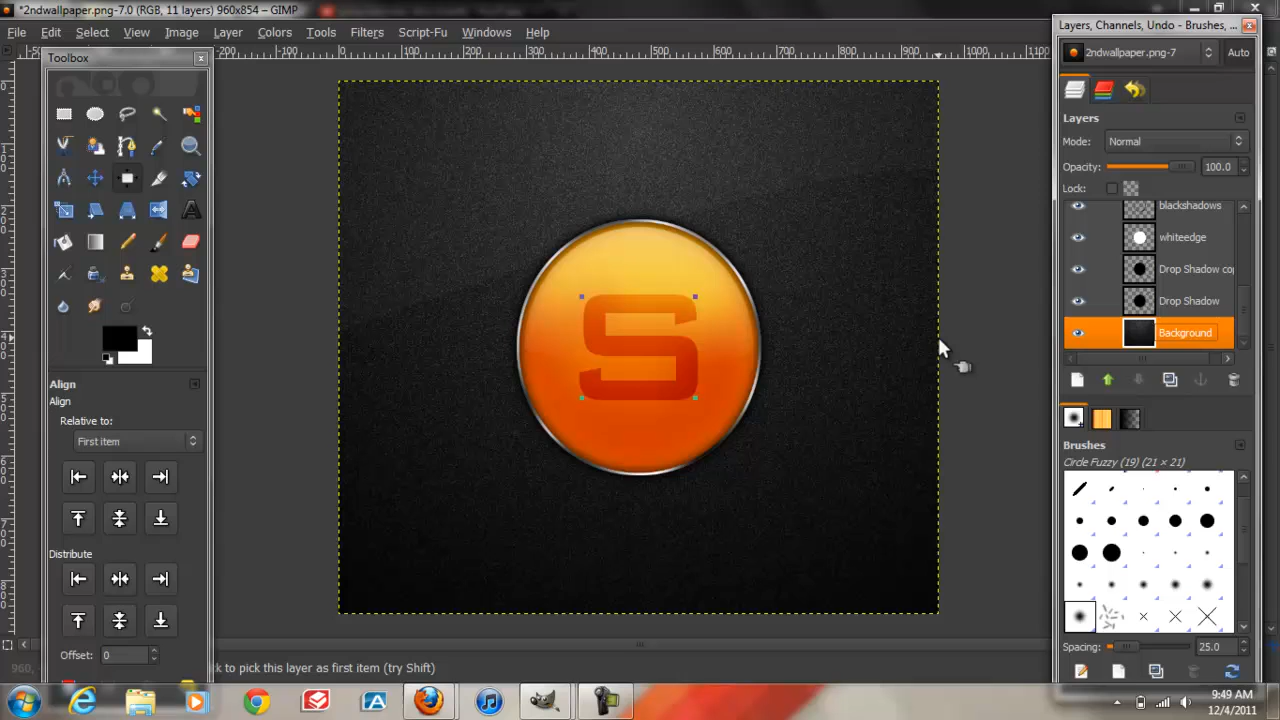 *2ndwallpaper.png-7.0 (RGB, 11 layers) 960x854 – GIMP
File Edit Select View Image Layer Colors Tools Filters Script-Fu Windows Help
Toolbox
Layers, Channels, Undo - Brushes, ...
2ndwallpaper.png-7
Auto
Layers
Mode: Normal
Opacity: 100.0
Lock:
blackshadows
whiteedge
Drop Shadow cop
Drop Shadow
Background
S
Align
Align
Relative to:
First item
Distribute
Offset: 0
Brushes
Circle Fuzzy (19) (21 × 21)
Spacing: 25.0
ck to pick this layer as first item (try Shift)
9:49 AM
12/4/2011